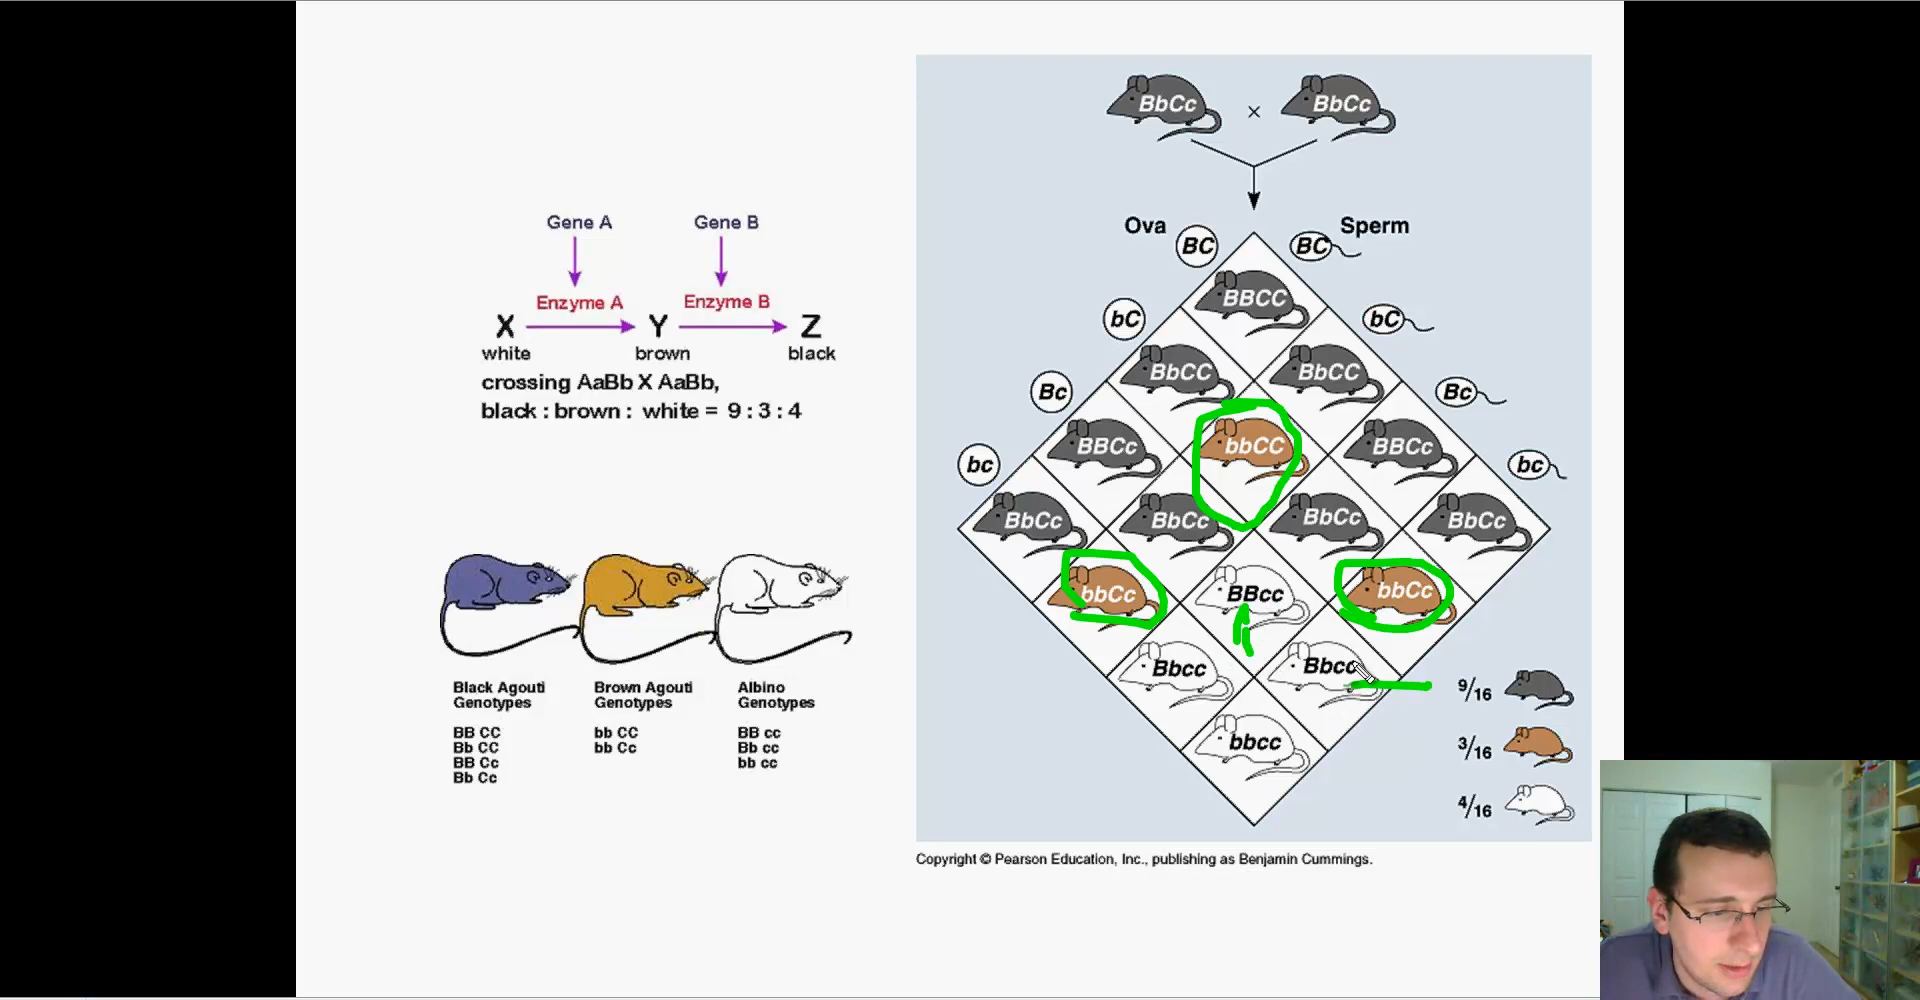 Gene A Gene B
Enzyme A Enzyme B
X Y Z
white brown black
crossing AaBb X AaBb,
black : brown : white = 9 : 3 : 4
Black Agouti
Genotypes
BB CC
Bb CC
BB Cc
Bb Cc
Brown Agouti
Genotypes
bb CC
bb Cc
Albino
Genotypes
BB cc
Bb cc
bb cc
BbCc × BbCc
Ova Sperm
BC BC
BBCC
bC bC
BbCC BbCC
Bc Bc
BBCc bbCC BBCc
bc bc
BbCc BbCc BbCc BbCc
bbCc BBcc bbCc
Bbcc Bbcc
bbcc
9/16
3/16
4/16
Copyright © Pearson Education, Inc., publishing as Benjamin Cummings.